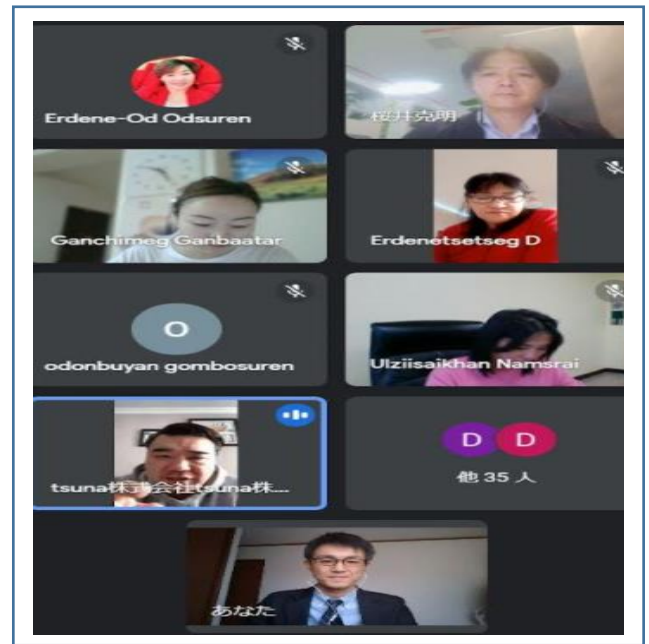 Erdene-Od Odsuren
桜井克明
Ganchimeg Ganbaatar
Erdenetsetseg D
O
odonbuyan gombosuren
Ulziisaikhan Namsrai
tsuna株式会社tsuna株...
D D
他 35 人
あなた